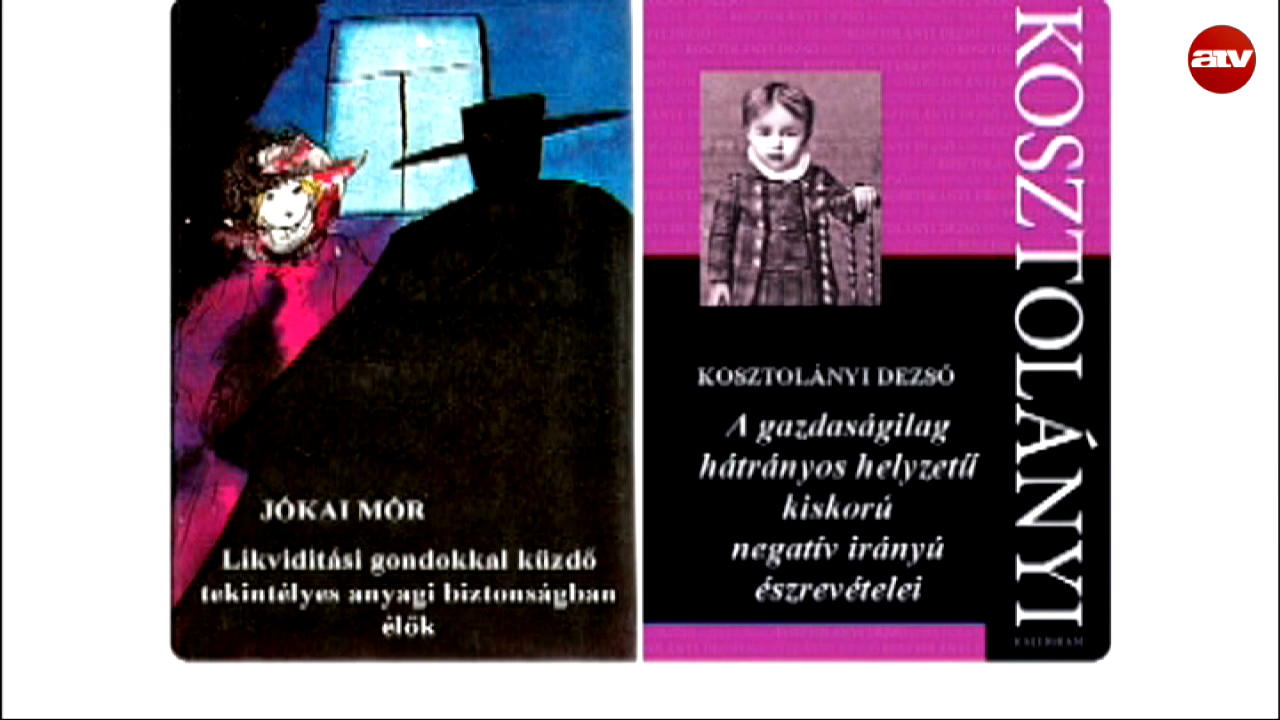 JÓKAI MÓR
Likviditási gondokkal küzdő
tekintélyes anyagi biztonságban
élők
KOSZTOLÁNYI
KOSZTOLÁNYI DEZSŐ
A gazdaságilag
hátrányos helyzetű
kiskorú
negatív irányú
észrevételei
KALLIGRAM
atv